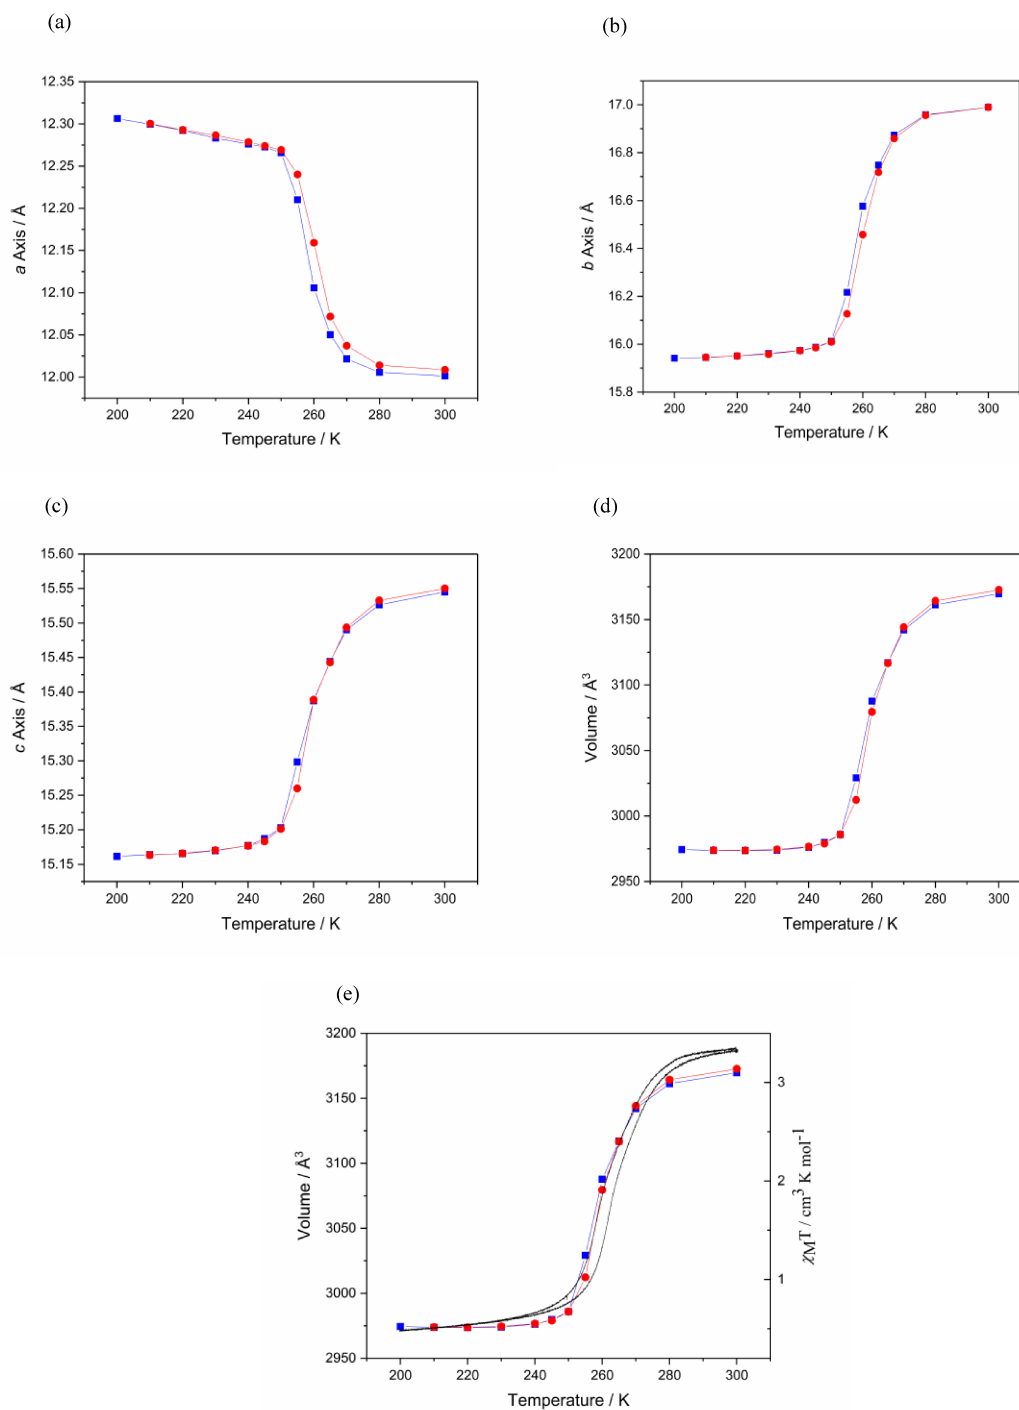 (a)
12.35
12.30
12.25
12.20
12.15
12.10
12.05
12.00
a Axis / Å
200 220 240 260 280 300
Temperature / K
(b)
17.0
16.8
16.6
16.4
16.2
16.0
15.8
b Axis / Å
200 220 240 260 280 300
Temperature / K
(c)
15.60
15.55
15.50
15.45
15.40
15.35
15.30
15.25
15.20
15.15
c Axis / Å
200 220 240 260 280 300
Temperature / K
(d)
3200
3150
3100
3050
3000
2950
Volume / Å³
200 220 240 260 280 300
Temperature / K
(e)
3200
3150
3100
3050
3000
2950
Volume / Å³
3
2
1
χMT / cm³ K mol⁻¹
200 220 240 260 280 300
Temperature / K